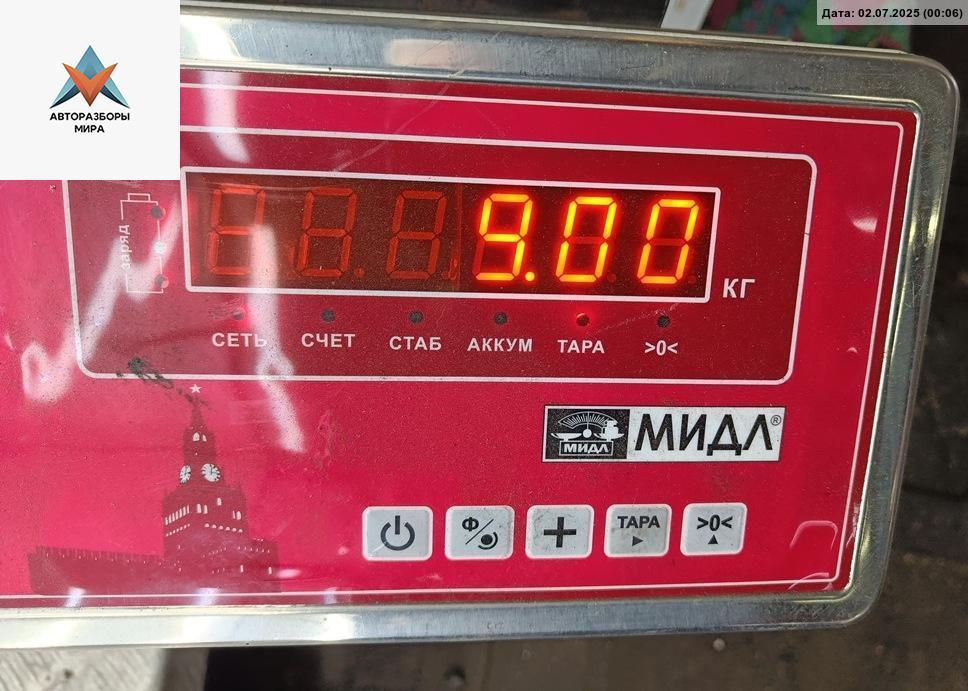 Дата: 02.07.2025 (00:06)
АВТОРАЗБОРЫ
МИРА
заряд
9.00
КГ
СЕТЬ СЧЕТ СТАБ АККУМ ТАРА >0<
МИДЛ МИДЛ®
Ф ТАРА >0<